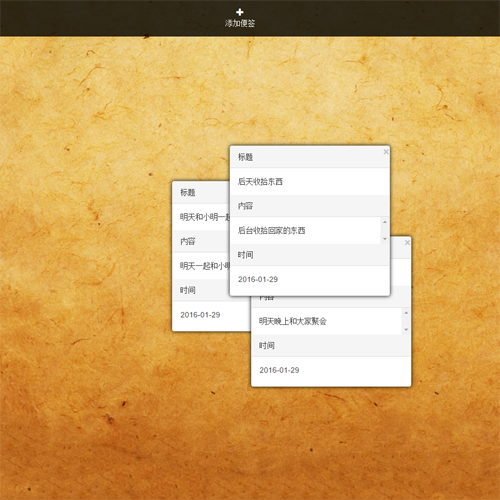 添加便签
标题
后天收拾东西
内容
后台收拾回家的东西
时间
2016-01-29
标题
明天和小明一起
内容
明天一起和小明
时间
2016-01-29
内容
明天晚上和大家聚会
时间
2016-01-29